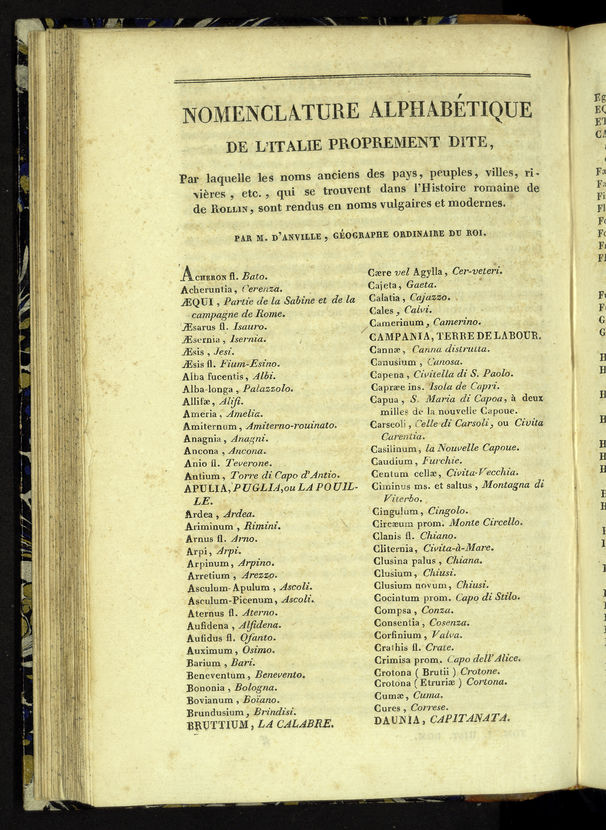 NOMENCLATURE ALPHABÉTIQUE
DE L'ITALIE PROPREMENT DITE,
Par laquelle les noms anciens des pays, peuples, villes, ri-
vières, etc., qui se trouvent dans l'Histoire romaine de
de ROLLIN, sont rendus en noms vulgaires et modernes.
PAR M. D'ANVILLE, GÉOGRAPHE ORDINAIRE DU ROI.
ACHERON fl. Bato.
Acheruntia, Cerenza.
ÆQUI, Partie de la Sabine et de la
campagne de Rome.
Æsarus fl. Isauro.
Æsernia, Isernia.
Æsis, Jesi.
Æsis fl. Fium-Esino.
Alba fucentis, Albi.
Alba-longa, Palazzolo.
Allifæ, Alifi.
Ameria, Amelia.
Amiternum, Amiterno-rouinato.
Anagnia, Anagni.
Ancona, Ancona.
Anio fl. Teverone.
Antium, Torre di Capo d'Antio.
APULIA, PUGLIA, ou LA POUIL-
LE.
Ardea, Ardea.
Ariminum, Rimini.
Arnus fl. Arno.
Arpi, Arpi.
Arpinum, Arpino.
Arretium, Arezzo.
Asculum-Apulum, Ascoli.
Asculum-Picenum, Ascoli.
Aternus fl. Aterno.
Aufidena, Alfidena.
Aufidus fl. Ofanto.
Auximum, Osimo.
Barium, Bari.
Beneventum, Benevento.
Bononia, Bologna.
Bovianum, Boïano.
Brundusium, Brindisi.
BRUTTIUM, LA CALABRE.
Cære vel Agylla, Cer-veteri.
Cajeta, Gaeta.
Calatia, Cajazzo.
Cales, Calvi.
Camerinum, Camerino.
CAMPANIA, TERRE DE LABOUR.
Cannæ, Canna distrutta.
Canusium, Canosa.
Capena, Civitella di S. Paolo.
Capræe ins. Isola de Capri.
Capua, S. Maria di Capoa, à deux
milles de la nouvelle Capoue.
Carseoli, Celle di Carsoli, ou Civita
Carentia.
Casilinum, la Nouvelle Capoue.
Caudium, Furchie.
Centum cellæ, Civita-Vecchia.
Ciminus ms. et saltus, Montagna di
Viterbo.
Cingulum, Cingolo.
Circæum prom. Monte Circello.
Clanis fl. Chiano.
Cliternia, Civita-à-Mare.
Clusina palus, Chiana.
Clusium, Chiusi.
Clusium novum, Chiusi.
Cocintum prom. Capo di Stilo.
Compsa, Conza.
Consentia, Cosenza.
Corfinium, Valva.
Crathis fl. Crate.
Crimisa prom. Capo dell'Alice.
Crotona (Brutii) Crotone.
Crotona (Etruriæ) Cortona.
Cumæ, Cuma.
Cures, Correse.
DAUNIA, CAPITANATA.